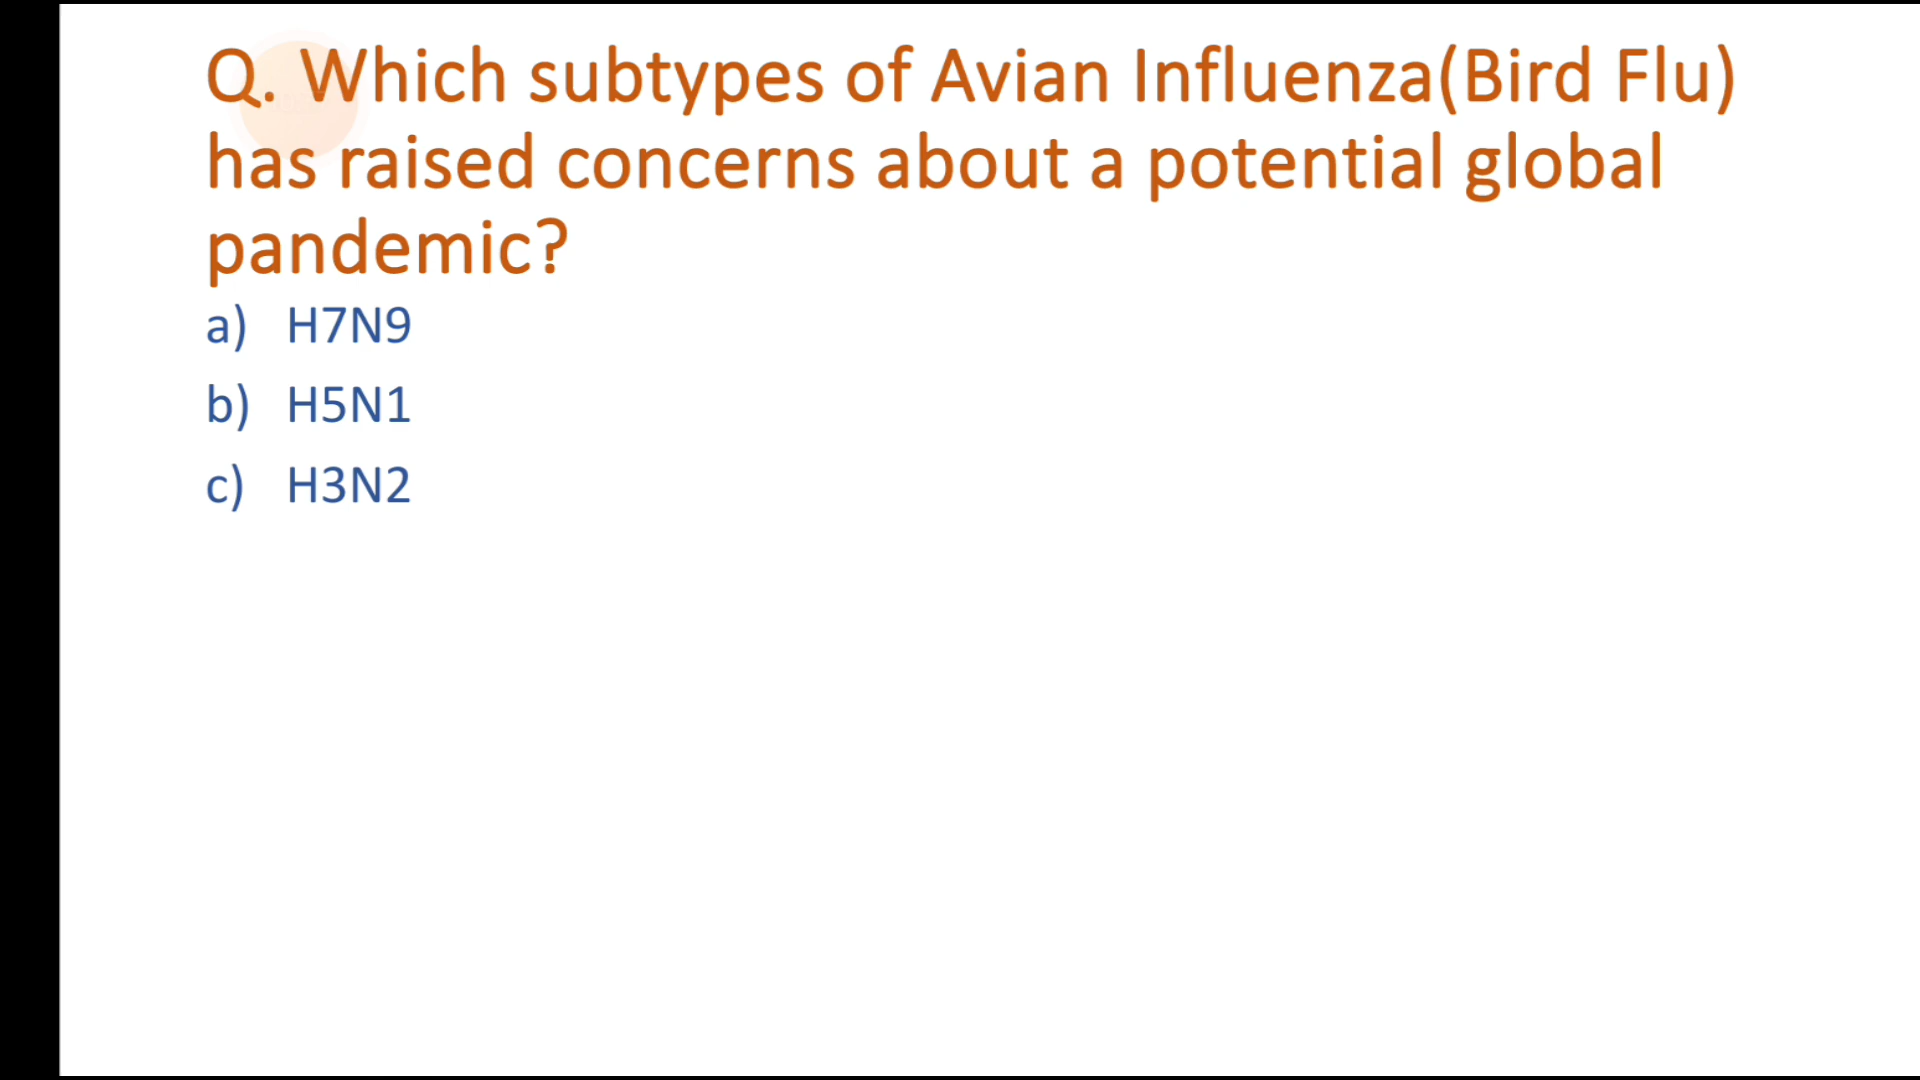 Q. Which subtypes of Avian Influenza(Bird Flu)
has raised concerns about a potential global
pandemic?
a) H7N9
b) H5N1
c) H3N2